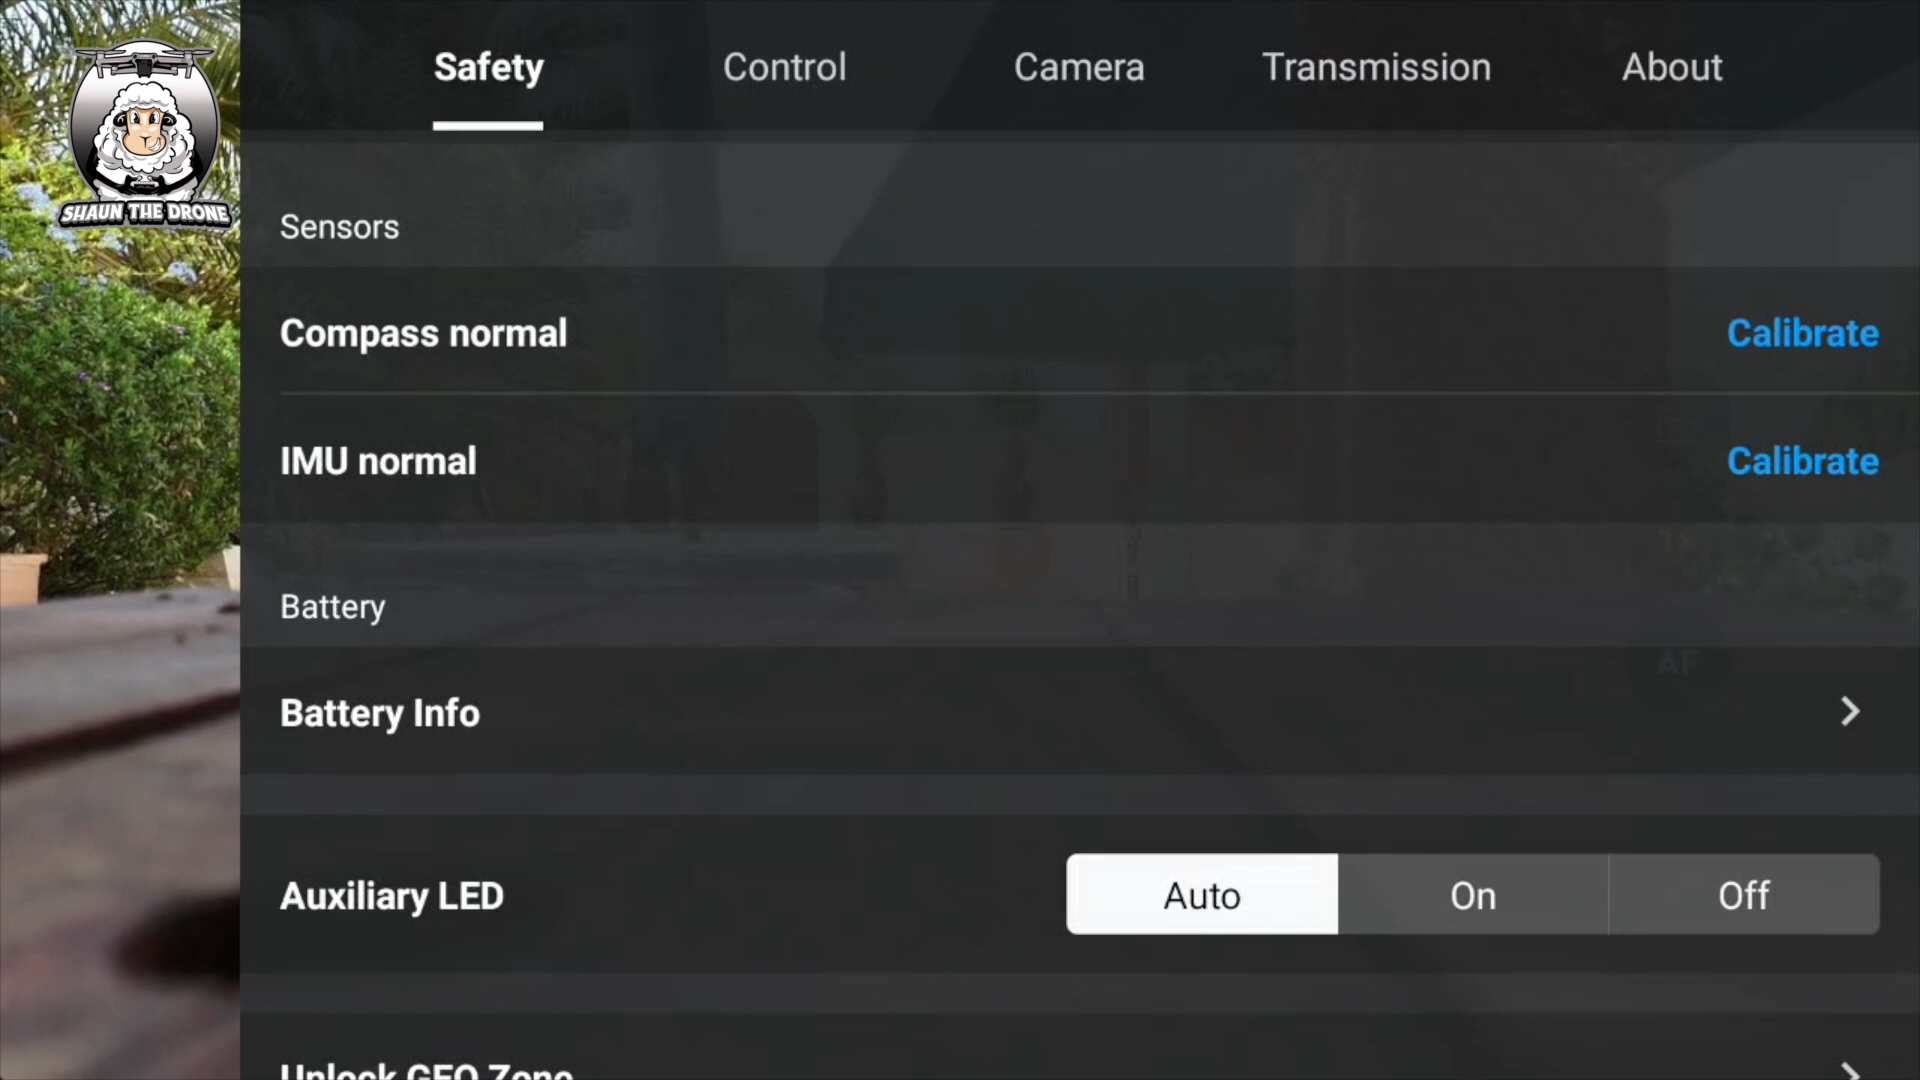 Safety Control Camera Transmission About
SHAUN THE DRONE
Sensors
Compass normal Calibrate
IMU normal Calibrate
Battery
AF
Battery Info
Auxiliary LED Auto On Off
Unlock GEO Zone